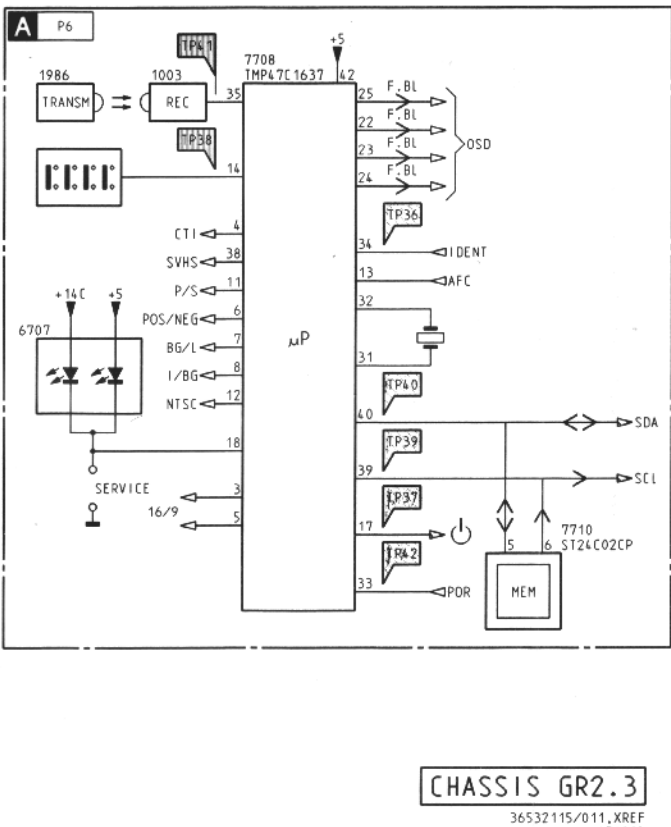 A P6
TP41
+5
1986
1003
7708
TMP47C1637
42
TRANSM
REC
35
25
F.BL
22
F.BL
TP38
23
F.BL
OSD
14
24
F.BL
TP36
CTI
4
34
IDENT
SVHS
38
13
AFC
P/S
11
32
+14C
+5
POS/NEG
6
6707
BG/L
7
µP
31
I/BG
8
TP40
NTSC
12
40
SDA
18
TP39
39
SCL
SERVICE
3
TP37
16/9
5
17
7710
ST24C02CP
TP42
5
6
33
POR
MEM
CHASSIS GR2.3
36532115/011,XREF